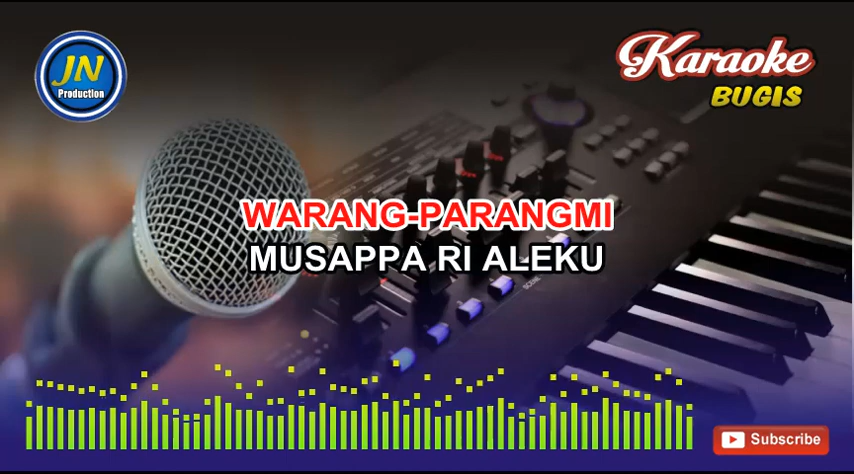 JN
Production
Karaoke
BUGIS
WARANG-PARANGMI
MUSAPPA RI ALEKU
Subscribe